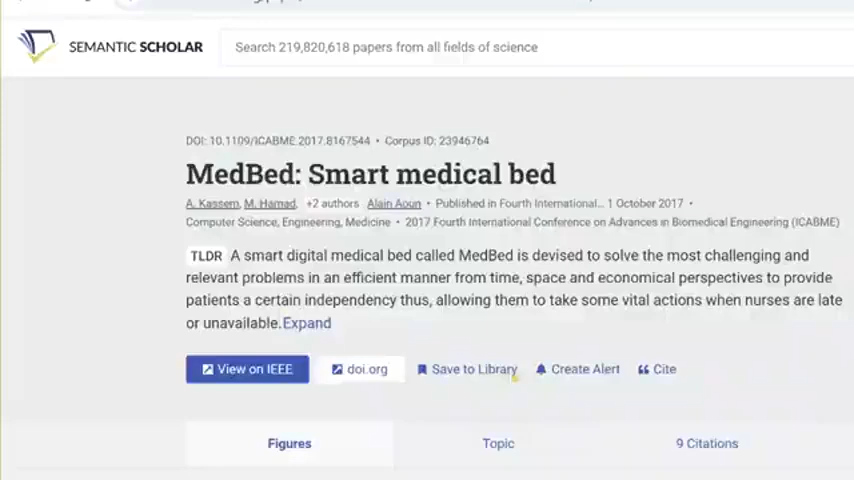 SEMANTIC SCHOLAR
Search 219,820,618 papers from all fields of science
DOI: 10.1109/ICABME.2017.8167544 • Corpus ID: 23946764
MedBed: Smart medical bed
A. Kassem, M. Hamad, +2 authors Alain Aoun • Published in Fourth International… 1 October 2017 •
Computer Science, Engineering, Medicine • 2017 Fourth International Conference on Advances in Biomedical Engineering (ICABME)
TLDR A smart digital medical bed called MedBed is devised to solve the most challenging and
relevant problems in an efficient manner from time, space and economical perspectives to provide
patients a certain independency thus, allowing them to take some vital actions when nurses are late
or unavailable. Expand
View on IEEE doi.org Save to Library Create Alert Cite
Figures Topic 9 Citations